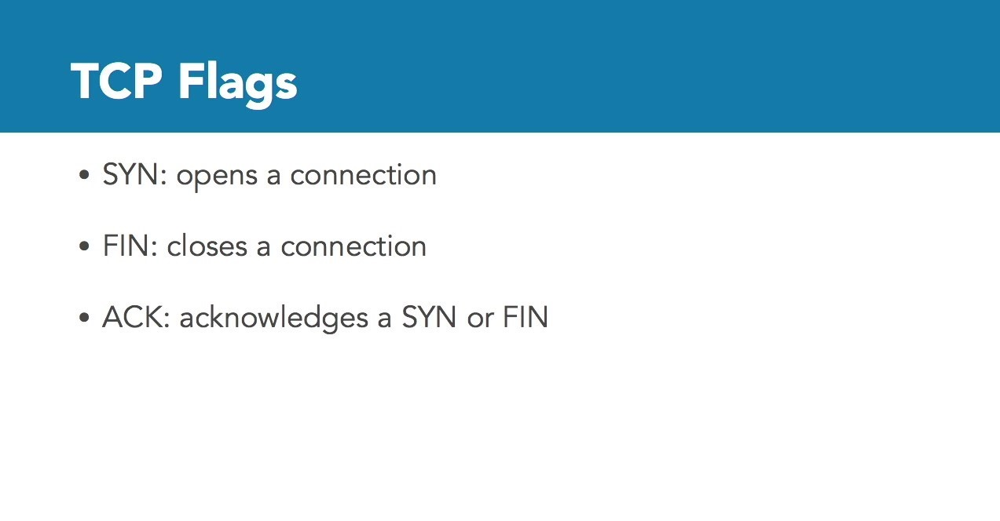 TCP Flags
• SYN: opens a connection
• FIN: closes a connection
• ACK: acknowledges a SYN or FIN